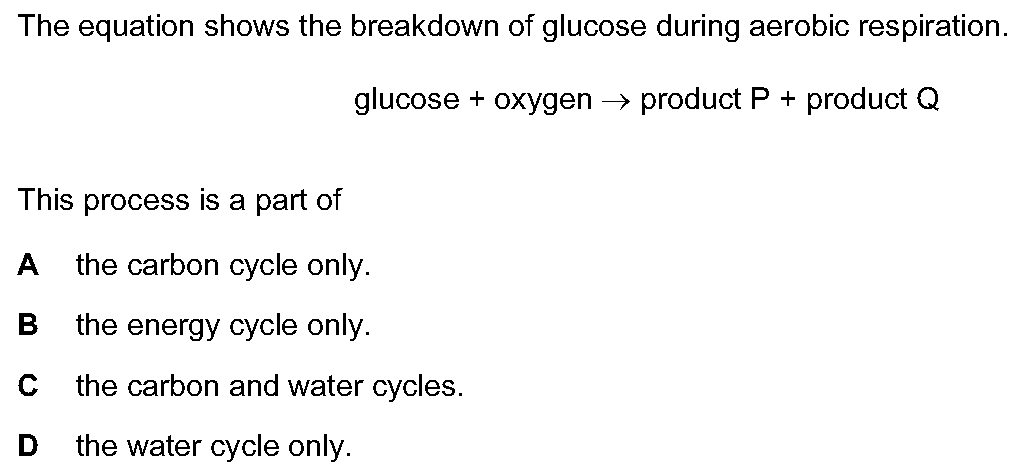 The equation shows the breakdown of glucose during aerobic respiration.
glucose + oxygen → product P + product Q
This process is a part of
A the carbon cycle only.
B the energy cycle only.
C the carbon and water cycles.
D the water cycle only.